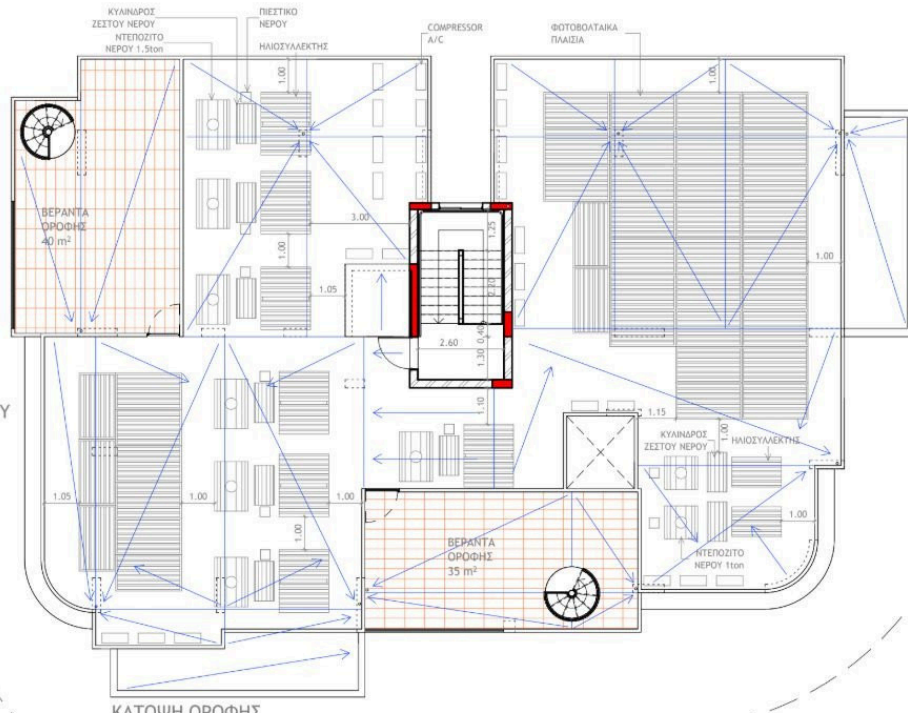 ΚΥΛΙΝΔΡΟΣ
ΖΕΣΤΟΥ ΝΕΡΟΥ
ΠΙΕΣΤΙΚΟ
ΝΕΡΟΥ
ΝΤΕΠΟΖΙΤΟ
ΝΕΡΟΥ 1.5ton
ΗΛΙΟΣΥΛΛΕΚΤΗΣ
COMPRESSOR
A/C
ΦΩΤΟΒΟΛΤΑΙΚΑ
ΠΛΑΙΣΙΑ
1.00
1.00
ΒΕΡΑΝΤΑ
ΟΡΟΦΗΣ
40 m²
3.00
1.25
1.00
2.20
1.00
1.05
0.40
2.60
1.30
Υ
1.10
1.15
1.00
ΚΥΛΙΝΔΡΟΣ
ΖΕΣΤΟΥ ΝΕΡΟΥ
ΗΛΙΟΣΥΛΛΕΚΤΗΣ
1.05
1.00
1.00
1.00
1.00
ΒΕΡΑΝΤΑ
ΟΡΟΦΗΣ
35 m²
ΝΤΕΠΟΖΙΤΟ
ΝΕΡΟΥ 1ton
ΚΑΤΟΨΗ ΟΡΟΦΗΣ